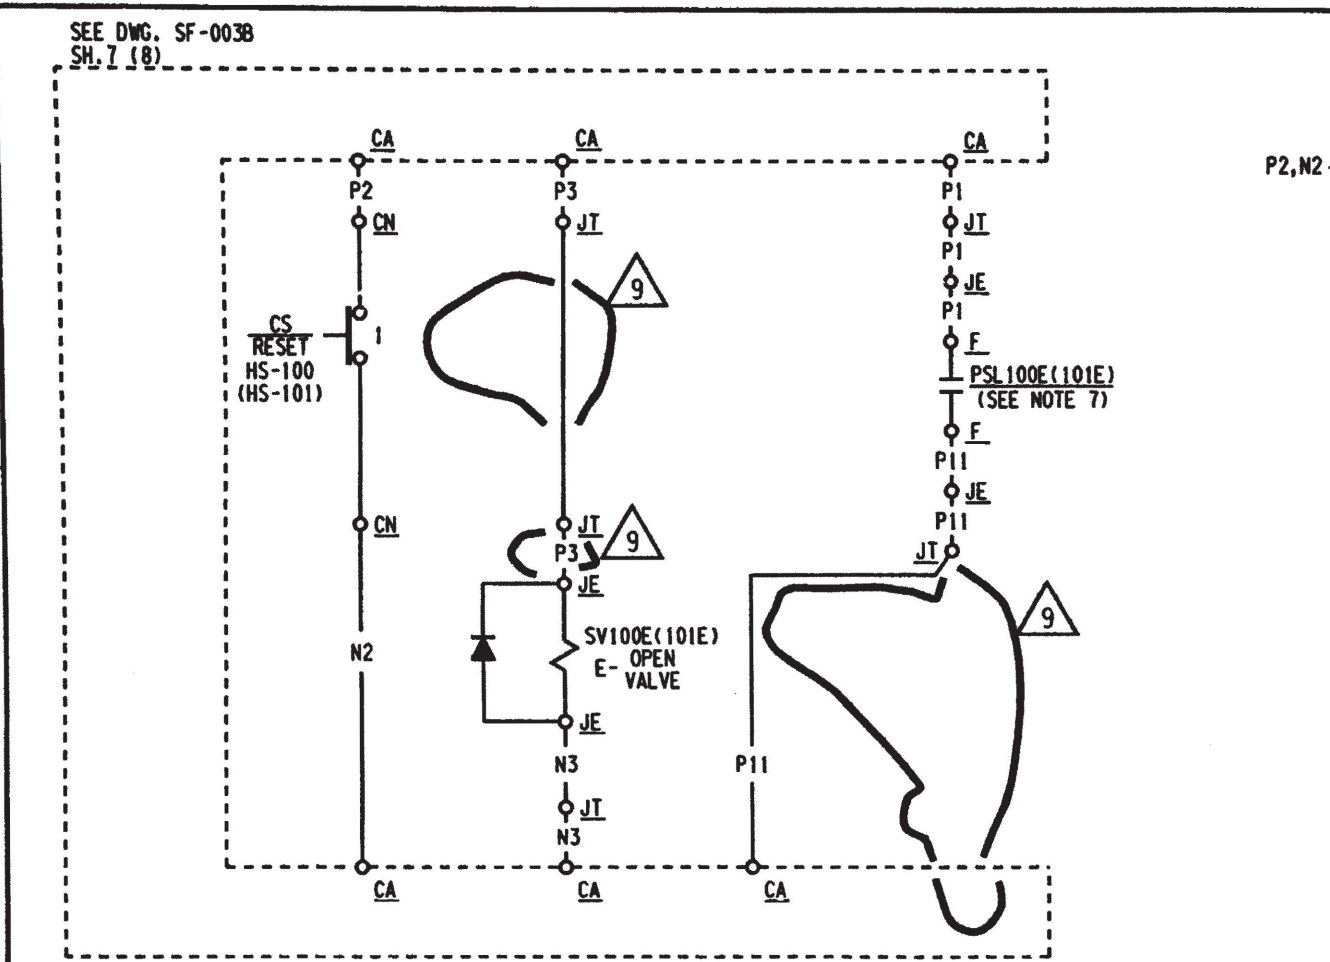 SEE DWG. SF-003B
SH.7 (8)
CA
CA
CA
P2,N2
P2
P3
P1
CN
JT
JT
P1
JE
9
P1
CS
RESET
HS-100
(HS-101)
1
F
PSL100E(101E)
(SEE NOTE 7)
F
P11
JE
CN
JT
9
P11
P3
JT
JE
9
SV100E(101E)
E- OPEN
VALVE
N2
JE
N3
P11
JT
N3
CA
CA
CA